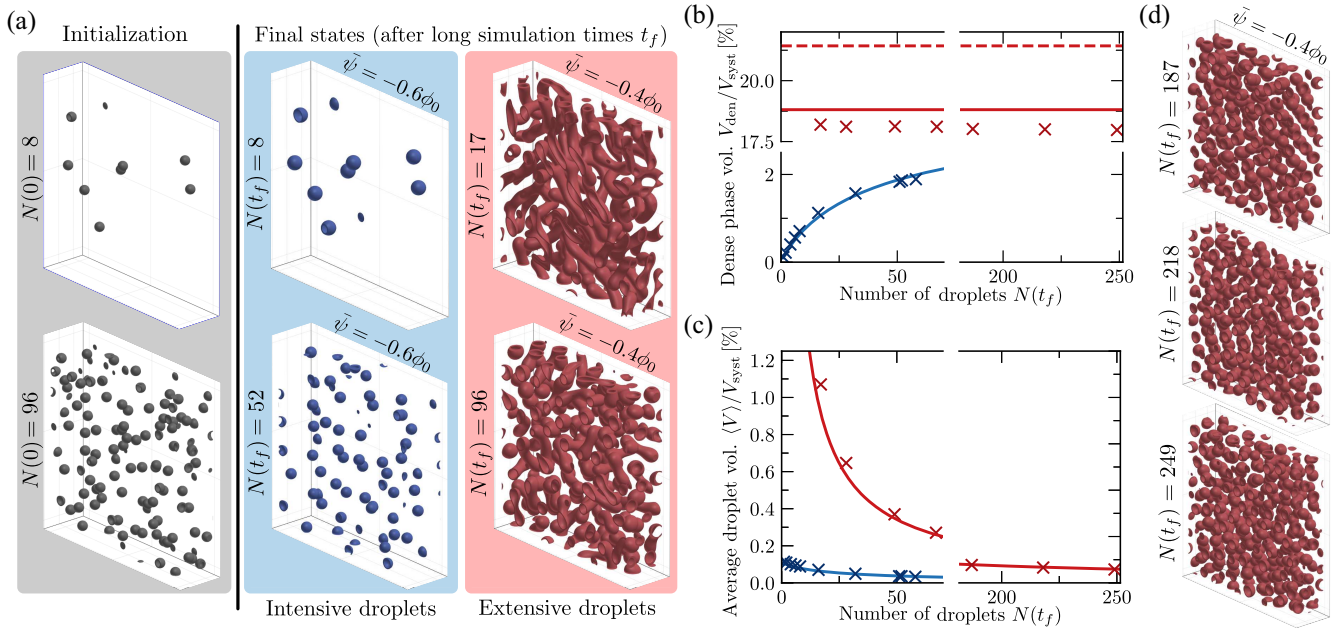 (a)
Initialization
Final states (after long simulation times t_f)
N(0) = 8
N(t_f) = 8
ψ̄ = −0.6ϕ₀
N(t_f) = 17
ψ̄ = −0.4ϕ₀
N(0) = 96
N(t_f) = 52
ψ̄ = −0.6ϕ₀
N(t_f) = 96
ψ̄ = −0.4ϕ₀
Intensive droplets
Extensive droplets
(b)
Dense phase vol. V_den/V_syst [%]
20.0
17.5
2
0
0 50 200 250
Number of droplets N(t_f)
(c)
Average droplet vol. ⟨V⟩/V_syst [%]
1.2
1.0
0.8
0.6
0.4
0.2
0.1
0.0
0 25 50 200 250
Number of droplets N(t_f)
(d)
ψ̄ = −0.4ϕ₀
N(t_f) = 187
N(t_f) = 218
N(t_f) = 249